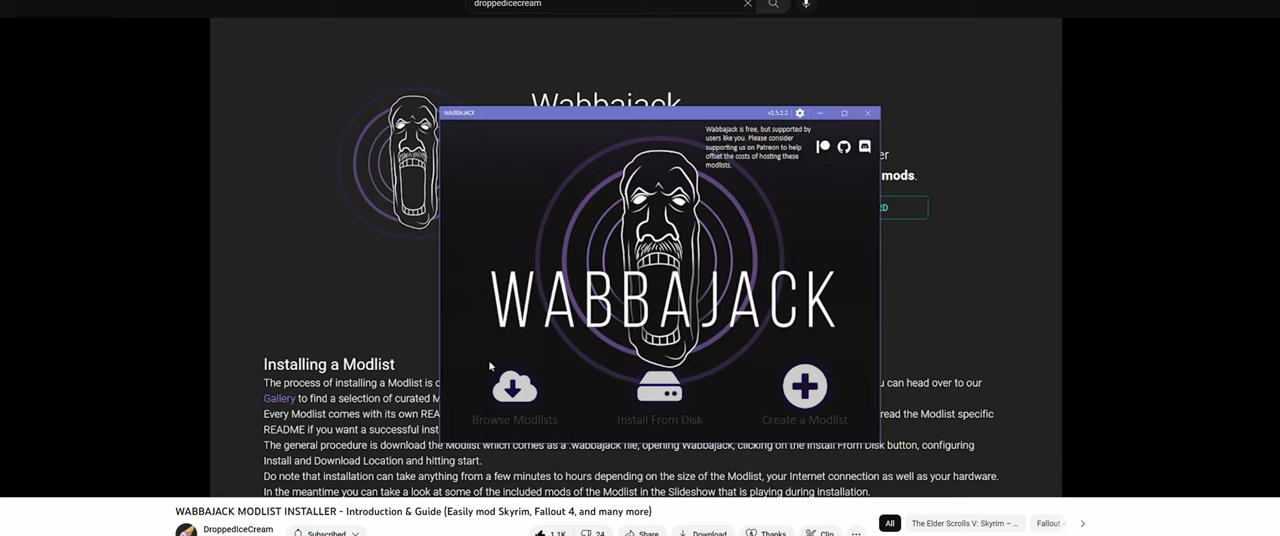 droppedicecream
Wabbajack
WABBAJACK
v2.5.2.2
Wabbajack is free, but supported by
users like you. Please consider
supporting us on Patreon to help
offset the costs of hosting these
modlists.
mods.
WABBAJACK
Browse Modlists
Install From Disk
Create a Modlist
Installing a Modlist
The process of installing a Modlist is
u can head over to our
Gallery to find a selection of curated
Every Modlist comes with its own
read the Modlist specific
README if you want a successful
The general procedure is download the Modlist which comes as a .wabbajack file, opening Wabbajack, clicking on the Install From Disk button, configuring
Install and Download Location and hitting start.
Do note that installation can take anything from a few minutes to hours depending on the size of the Modlist, your Internet connection as well as your hardware.
In the meantime you can take a look at some of the included mods of the Modlist in the Slideshow that is playing during installation.
WABBAJACK MODLIST INSTALLER - Introduction & Guide (Easily mod Skyrim, Fallout 4, and many more)
DroppedIceCream
Subscribed
1.1K
24
Share
Download
Thanks
Clip
All
The Elder Scrolls V: Skyrim – ...
Fallout